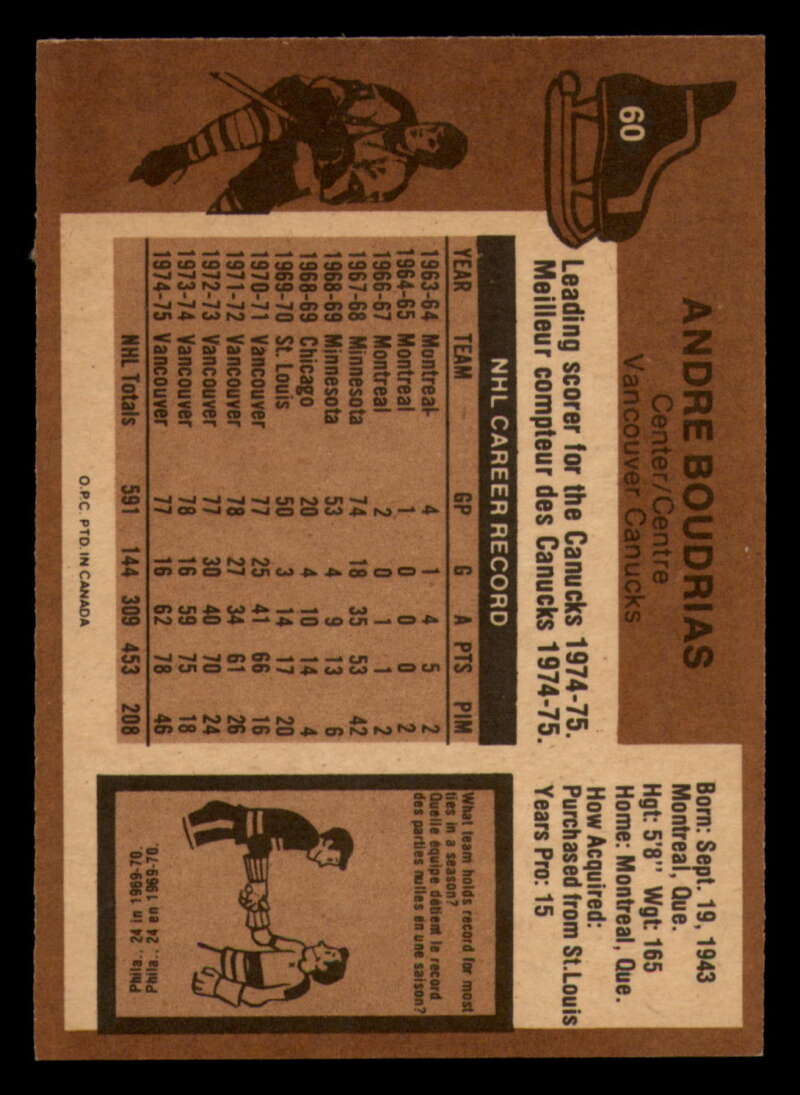 60
ANDRE BOUDRIAS
Center/Centre
Vancouver Canucks
Born: Sept. 19, 1943
Montreal, Que.
Hgt: 5'8" Wgt: 165
Home: Montreal, Que.
How Acquired:
Purchased from St.Louis
Years Pro: 15
Leading scorer for the Canucks 1974-75.
Meilleur compteur des Canucks 1974-75.
NHL CAREER RECORD
YEAR TEAM GP G A PTS PIM
1963-64 Montreal- 4 1 4 5 2
1964-65 Montreal 1 0 0 0 2
1966-67 Montreal 2 0 1 1 2
1967-68 Minnesota 74 18 35 53 42
1968-69 Minnesota 53 4 9 13 6
1968-69 Chicago 20 4 10 14 4
1969-70 St. Louis 50 3 14 17 20
1970-71 Vancouver 77 25 41 66 16
1971-72 Vancouver 78 27 34 61 26
1972-73 Vancouver 77 30 40 70 24
1973-74 Vancouver 78 16 59 75 18
1974-75 Vancouver 77 16 62 78 46
NHL Totals 591 144 309 453 208
What team holds record for most
ties in a season?
Quelle équipe détient le record
des parties nulles en une saison?
Phila.: 24 an 1969-70.
Phila.: 24 in 1969-70.
O.P.C. PTD. IN CANADA